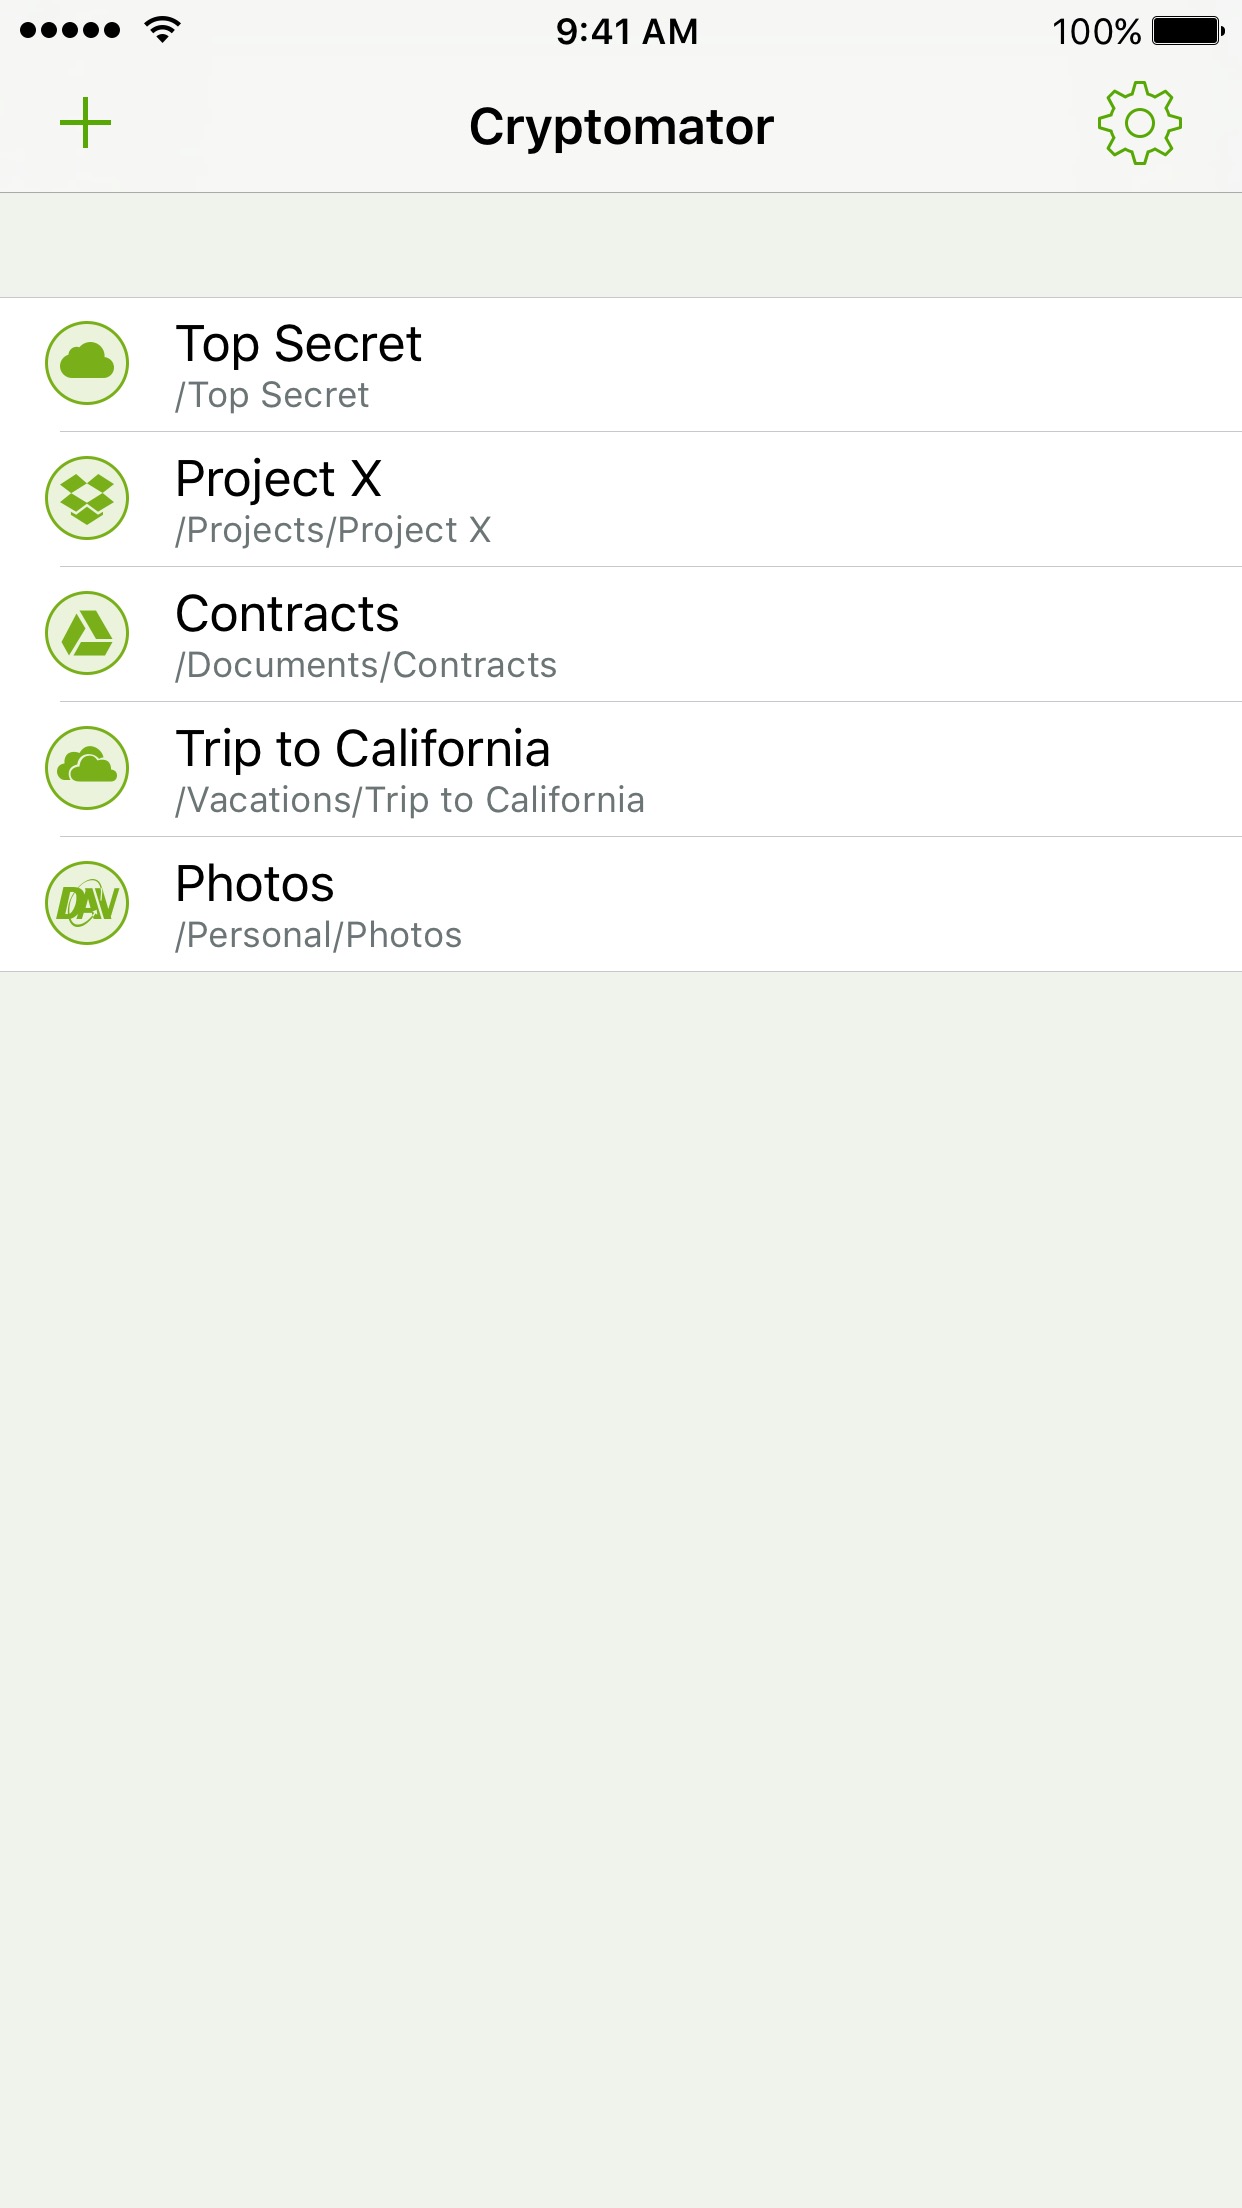 9:41 AM
100%
Cryptomator
Top Secret
/Top Secret
Project X
/Projects/Project X
Contracts
/Documents/Contracts
Trip to California
/Vacations/Trip to California
DAV
Photos
/Personal/Photos